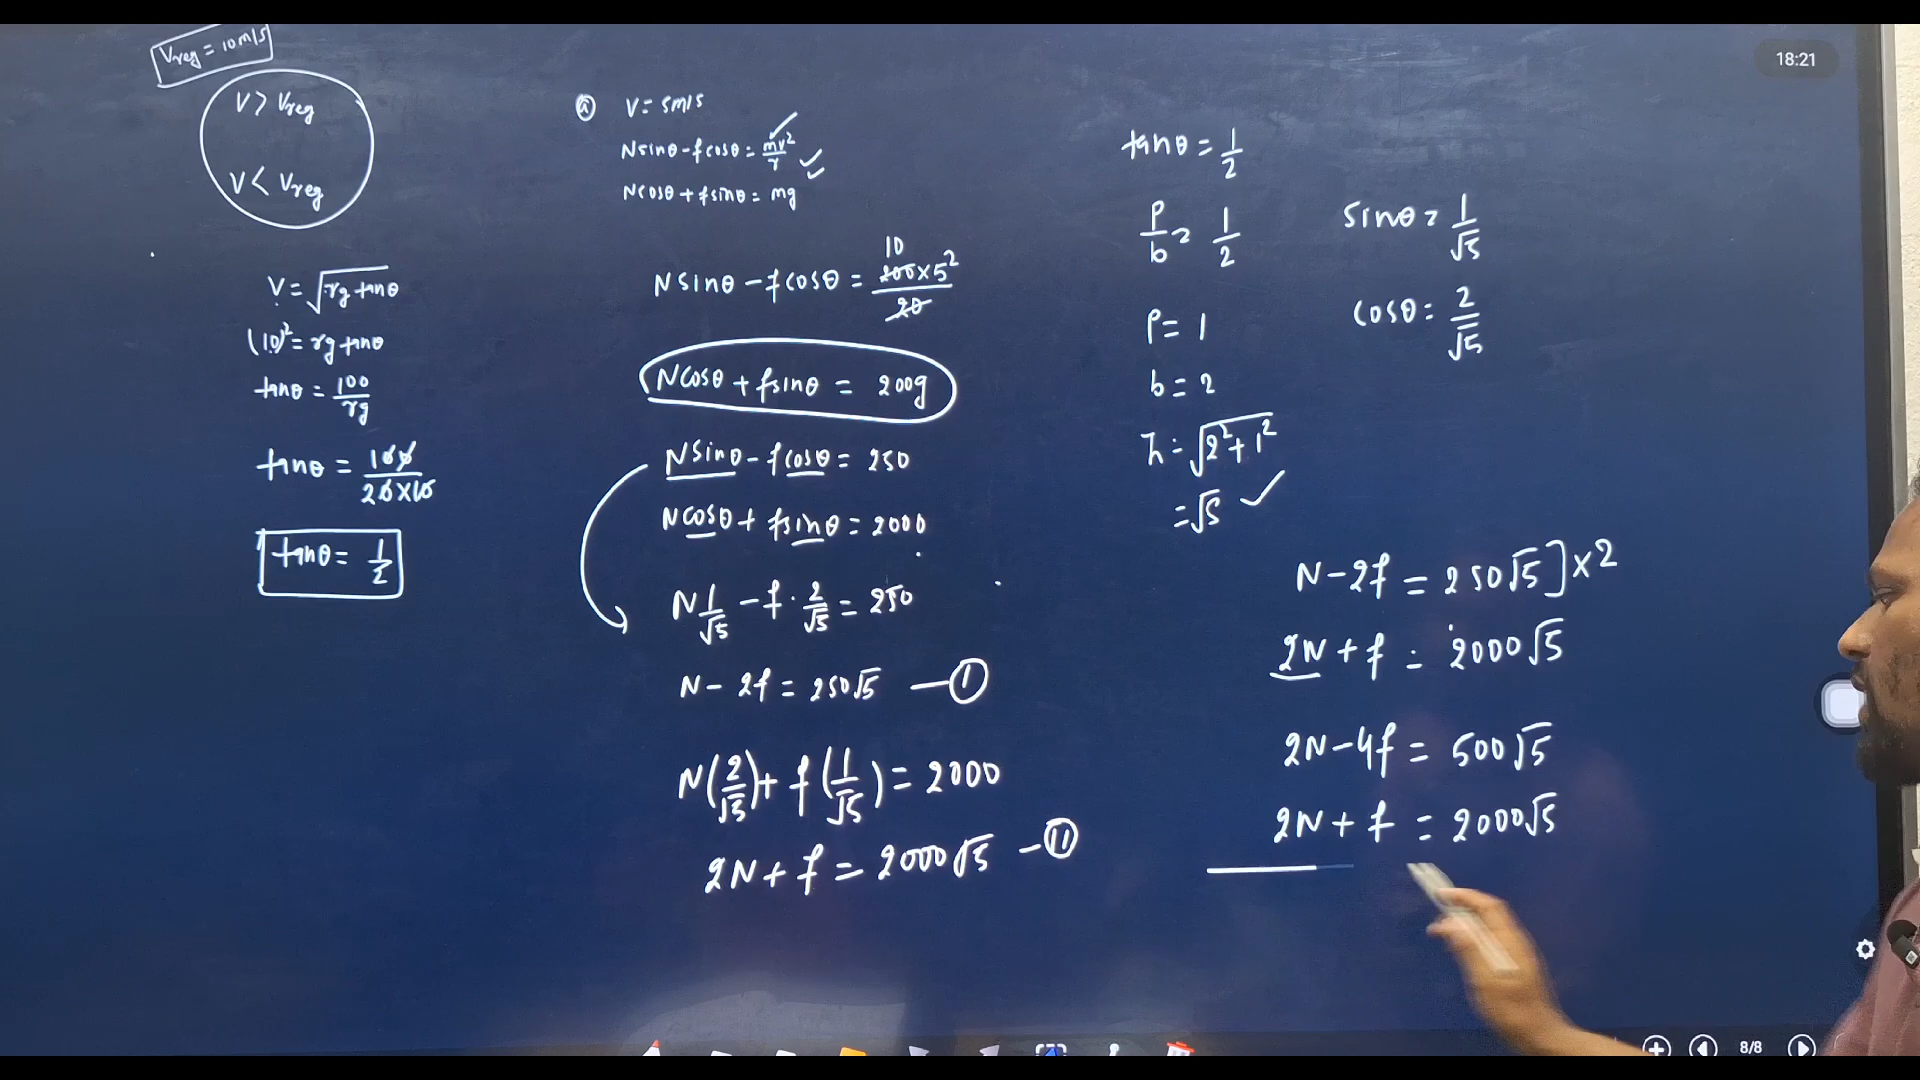 Vreg = 10m/s
V > Vreg
V < Vreg
V = √rg tanθ
(10)² = rg tanθ
tanθ = 100/rg
tanθ = 100/20×10
tanθ = 1/2
ⓐ V = 5m/s
Nsinθ - fcosθ = mv²/r
Ncosθ + fsinθ = mg
10
Nsinθ - fcosθ = 200×5²/20
Ncosθ + fsinθ = 200g
Nsinθ - fcosθ = 250
Ncosθ + fsinθ = 2000
N 1/√5 - f · 2/√5 = 250
N - 2f = 250√5 — Ⓘ
N(2/√5) + f(1/√5) = 2000
2N + f = 2000√5 - ⓘⓘ
tanθ = 1/2
p/b = 1/2
p = 1
b = 2
h = √2²+1²
= √5 ✓
sinθ = 1/√5
cosθ = 2/√5
N - 2f = 250√5] × 2
2N + f = 2000√5
2N - 4f = 500√5
2N + f = 2000√5
18:21
8/8